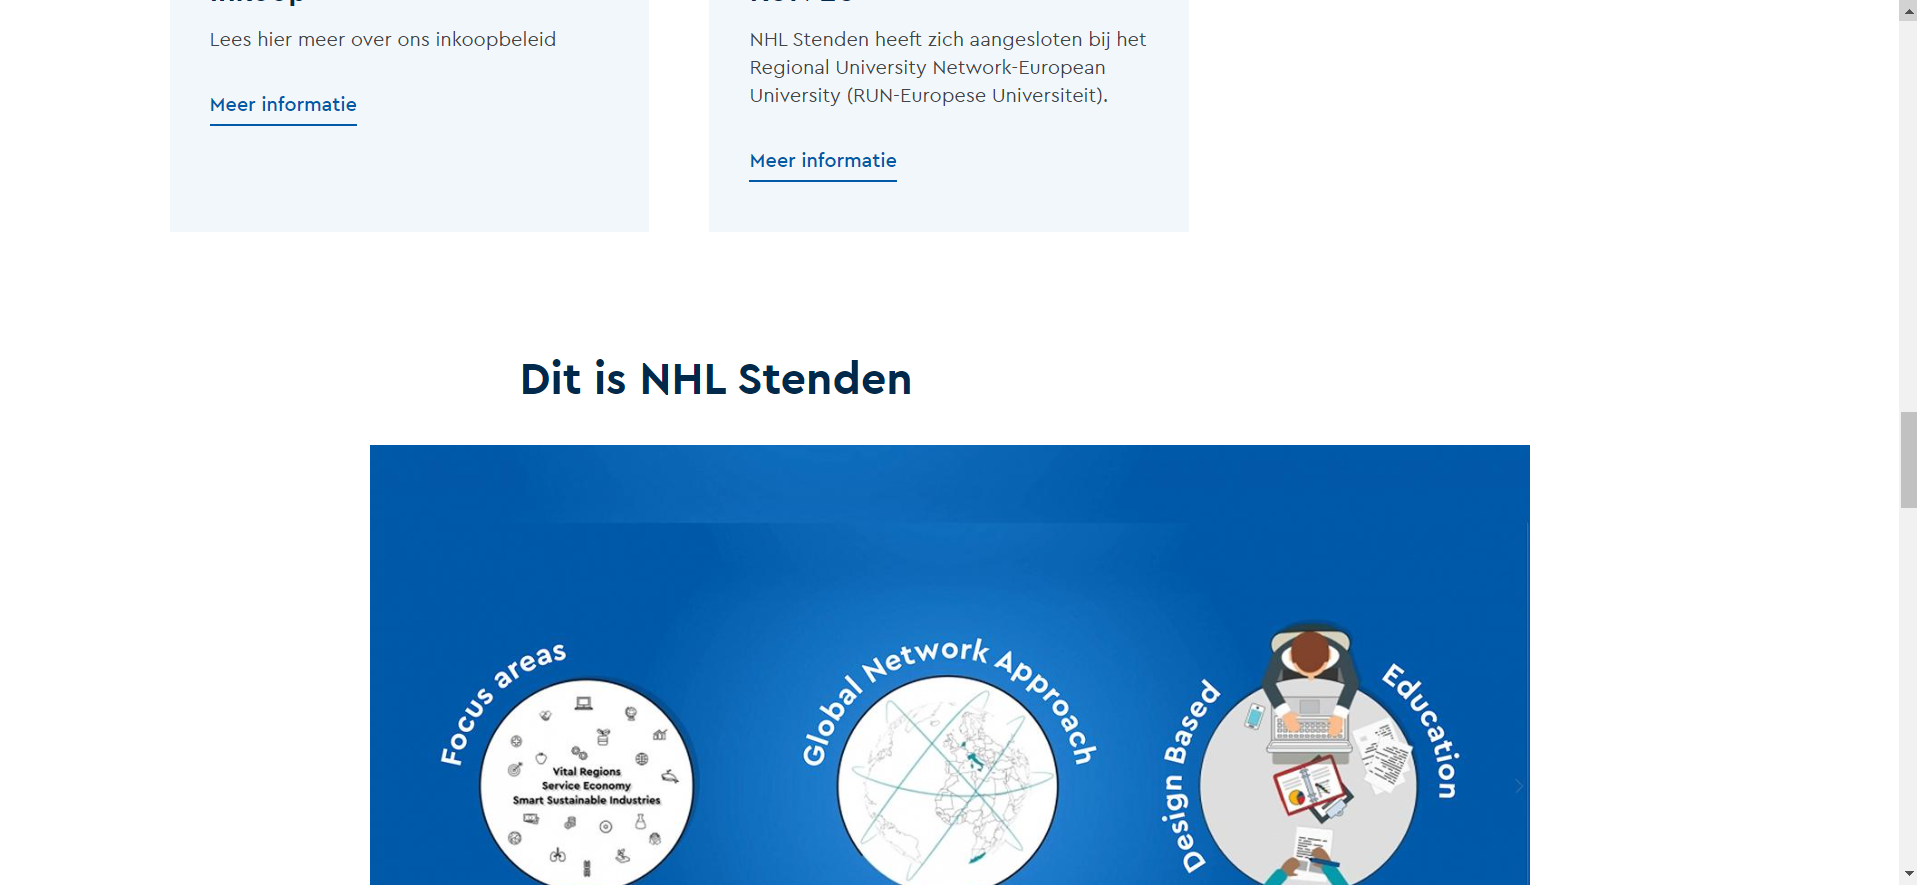 Lees hier meer over ons inkoopbeleid
Meer informatie
NHL Stenden heeft zich aangesloten bij het
Regional University Network-European
University (RUN-Europese Universiteit).
Meer informatie
Dit is NHL Stenden
Focus areas
Vital Regions
Service Economy
Smart Sustainable Industries
Global Network Approach
Design Based
Education